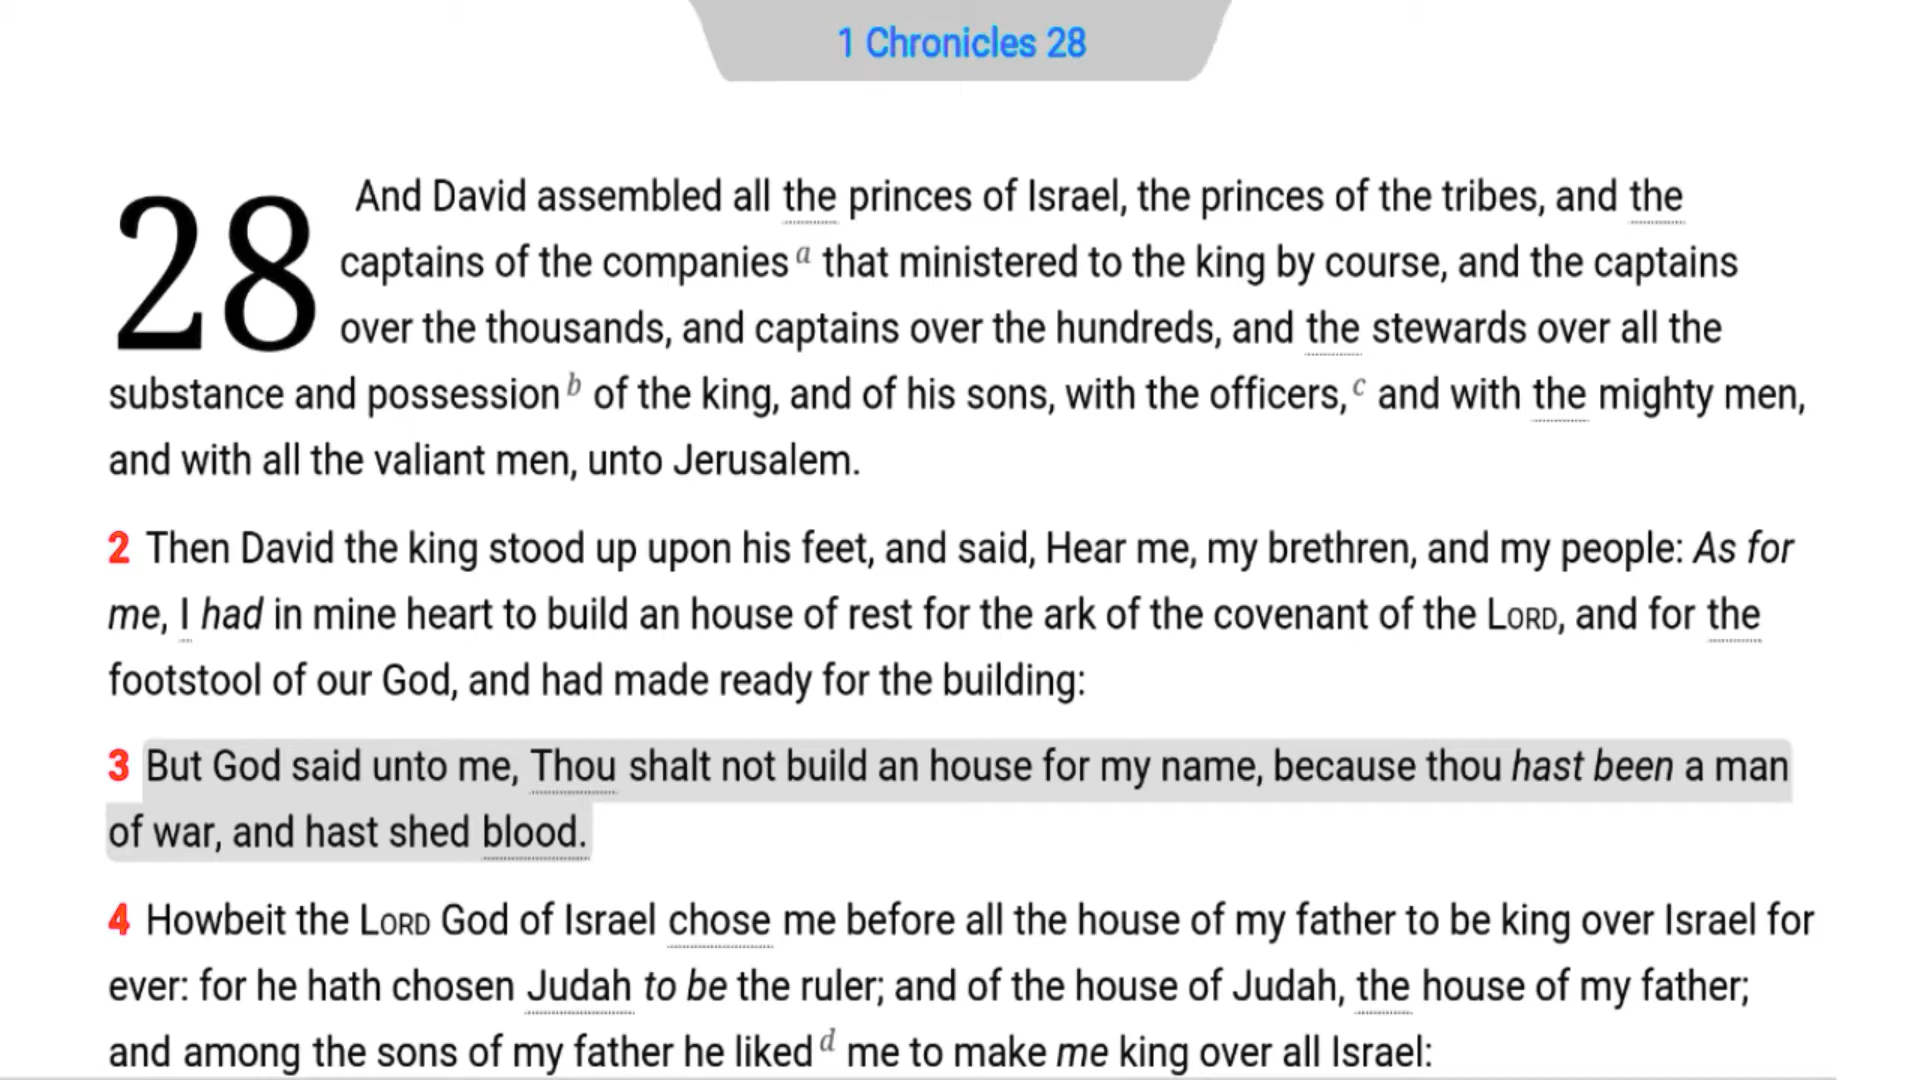 1 Chronicles 28
28 And David assembled all the princes of Israel, the princes of the tribes, and the
captains of the companies a that ministered to the king by course, and the captains
over the thousands, and captains over the hundreds, and the stewards over all the
substance and possession b of the king, and of his sons, with the officers, c and with the mighty men,
and with all the valiant men, unto Jerusalem.
2 Then David the king stood up upon his feet, and said, Hear me, my brethren, and my people: As for
me, I had in mine heart to build an house of rest for the ark of the covenant of the LORD, and for the
footstool of our God, and had made ready for the building:
3 But God said unto me, Thou shalt not build an house for my name, because thou hast been a man
of war, and hast shed blood.
4 Howbeit the LORD God of Israel chose me before all the house of my father to be king over Israel for
ever: for he hath chosen Judah to be the ruler; and of the house of Judah, the house of my father;
and among the sons of my father he liked d me to make me king over all Israel: